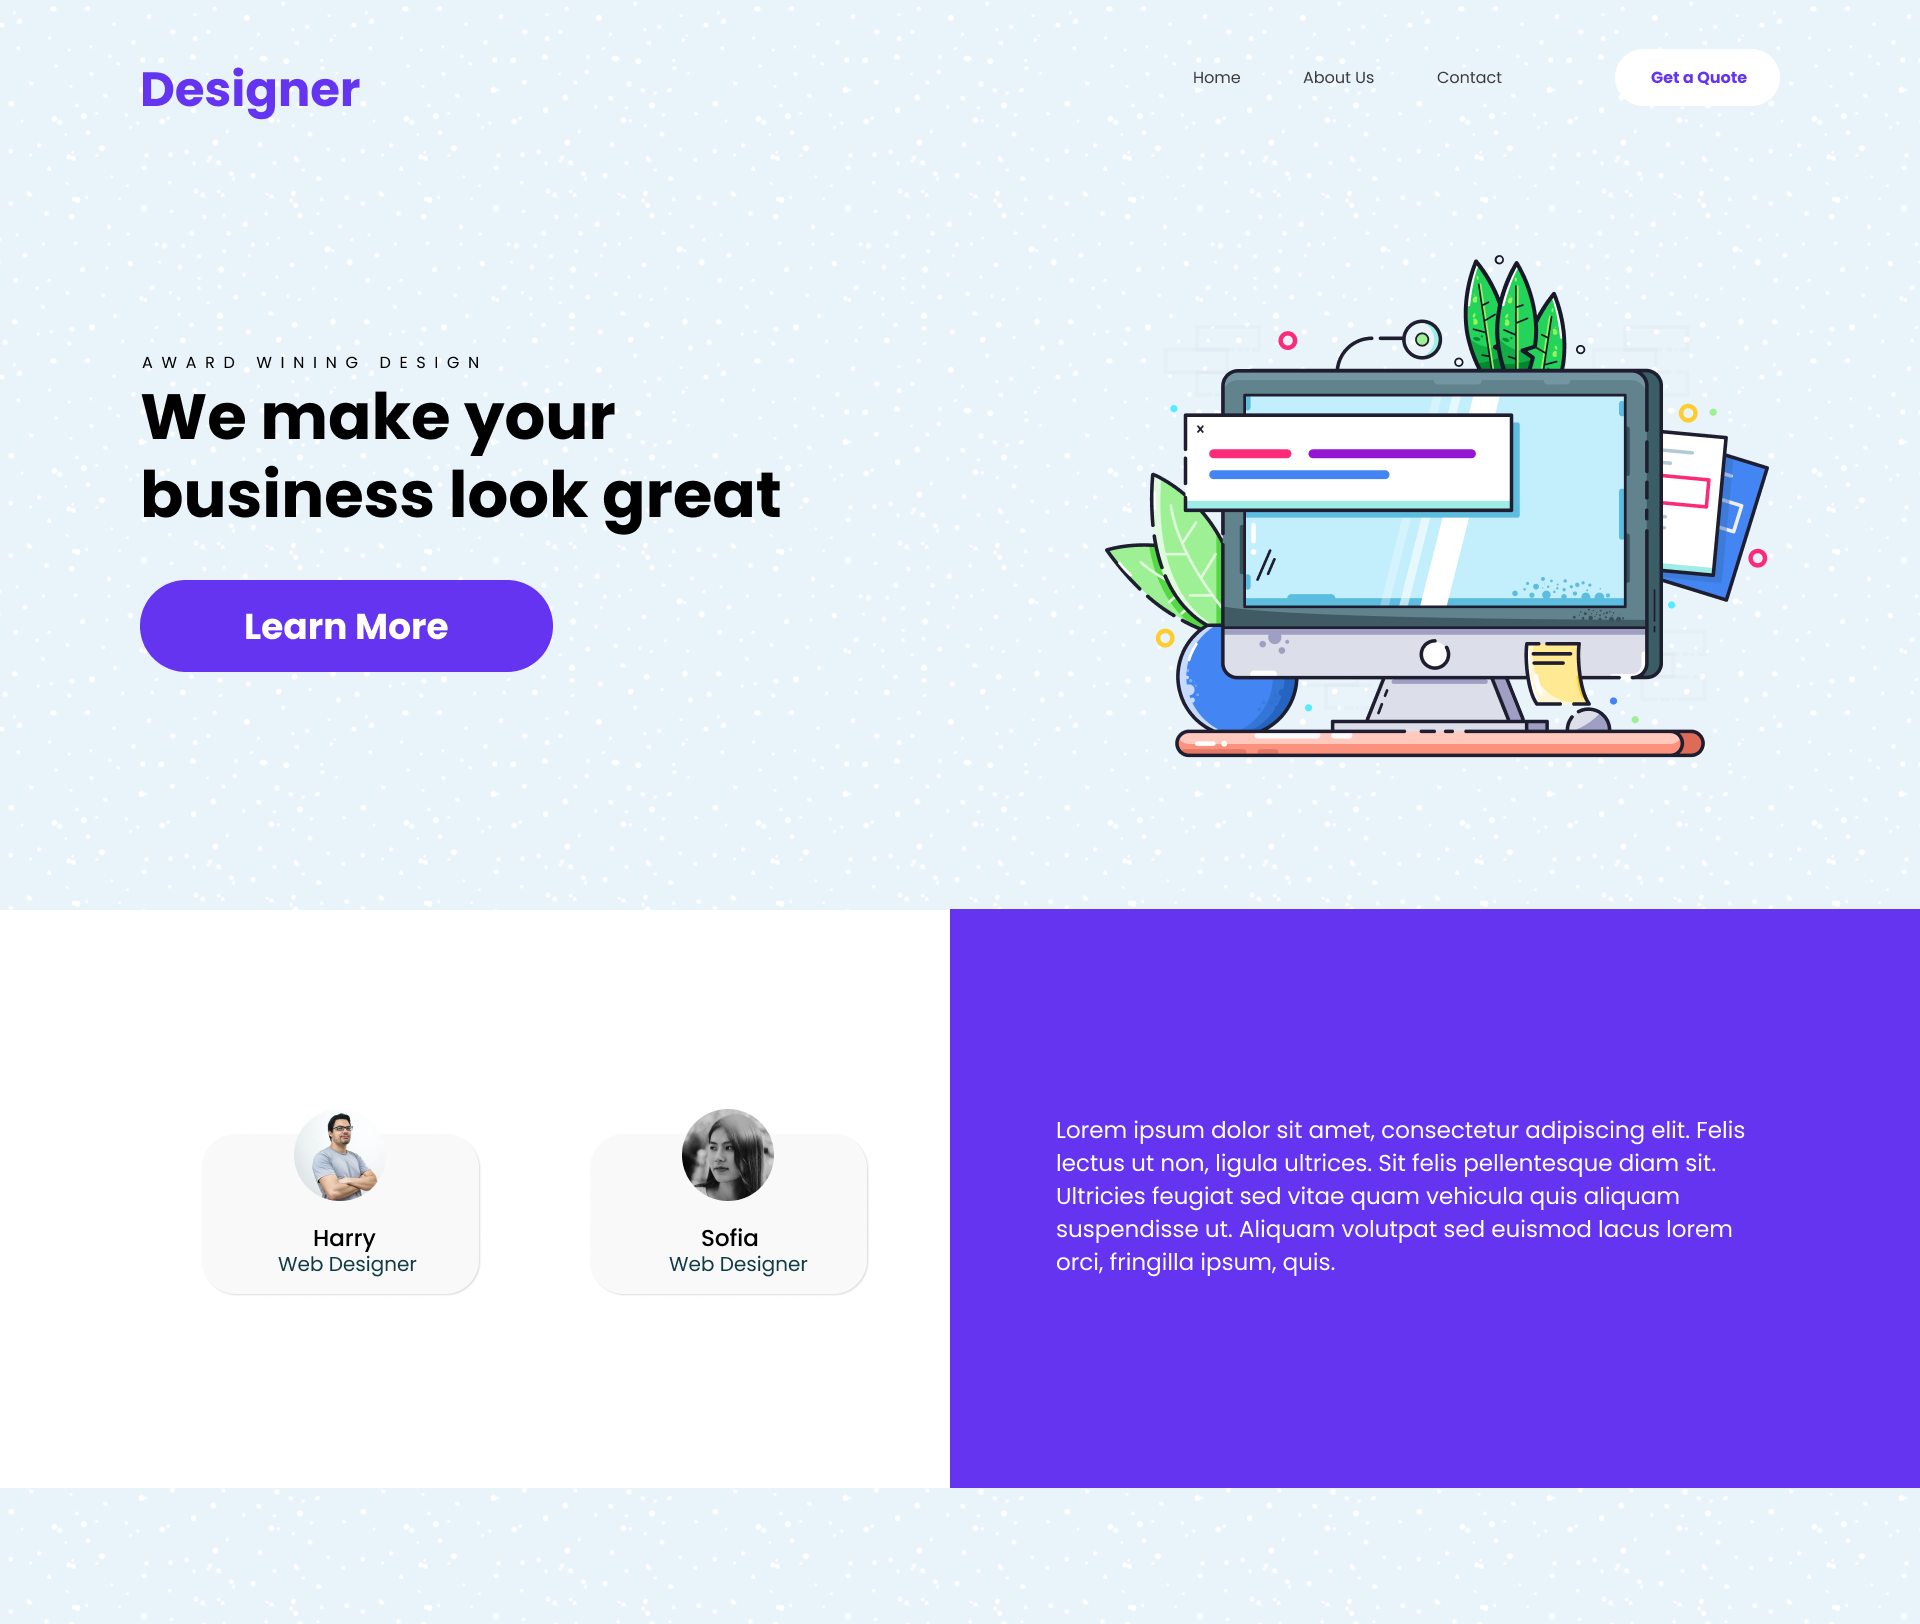 Designer
Home
About Us
Contact
Get a Quote
AWARD WINING DESIGN
We make your
business look great
x
Learn More
Harry
Web Designer
Sofia
Web Designer
Lorem ipsum dolor sit amet, consectetur adipiscing elit. Felis
lectus ut non, ligula ultrices. Sit felis pellentesque diam sit.
Ultricies feugiat sed vitae quam vehicula quis aliquam
suspendisse ut. Aliquam volutpat sed euismod lacus lorem
orci, fringilla ipsum, quis.